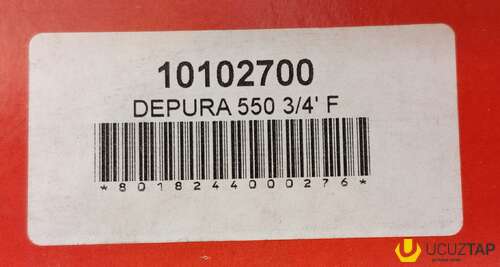 10102700
DEPURA 550 3/4' F
*8018244000276*
UCUZTAP